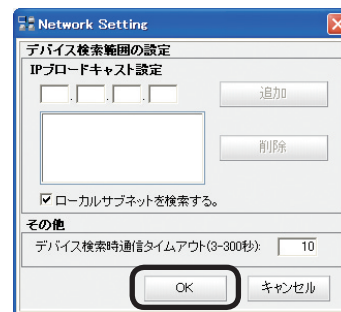 Network Setting
デバイス検索範囲の設定
IPブロードキャスト設定
. . .
追加
削除
ローカルサブネットを検索する。
その他
デバイス検索時通信タイムアウト(3-300秒): 10
OK キャンセル